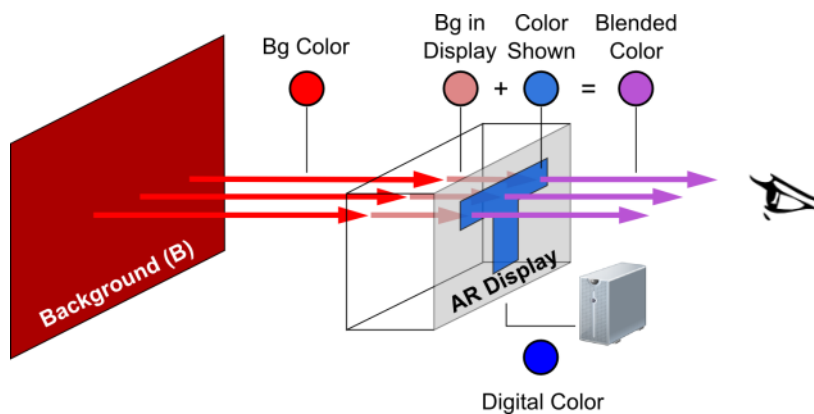 Bg Color
Bg in
Display
+
Color
Shown
=
Blended
Color
Background (B)
AR Display
Digital Color